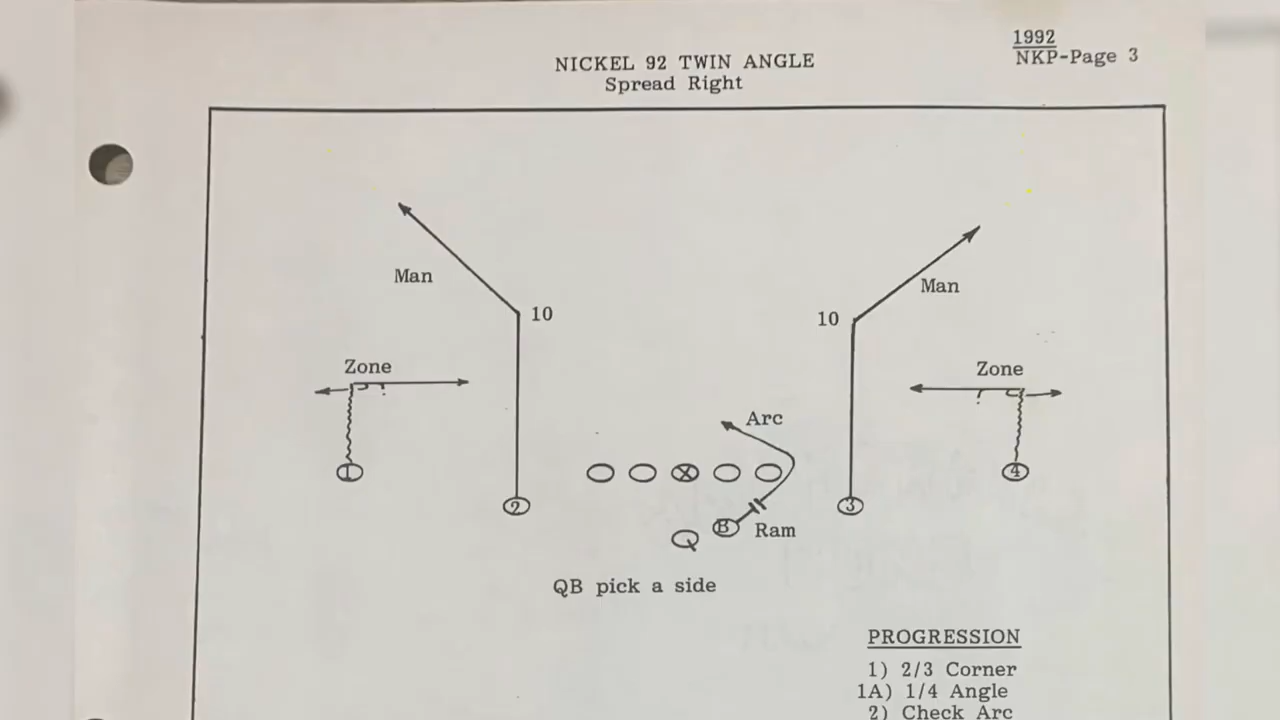 1992
NICKEL 92 TWIN ANGLE
NKP-Page 3
Spread Right
Man
Man
10
10
Zone
Zone
Arc
1
X
4
2
3
B
Ram
Q
QB pick a side
PROGRESSION
1) 2/3 Corner
1A) 1/4 Angle
2) Check Arc